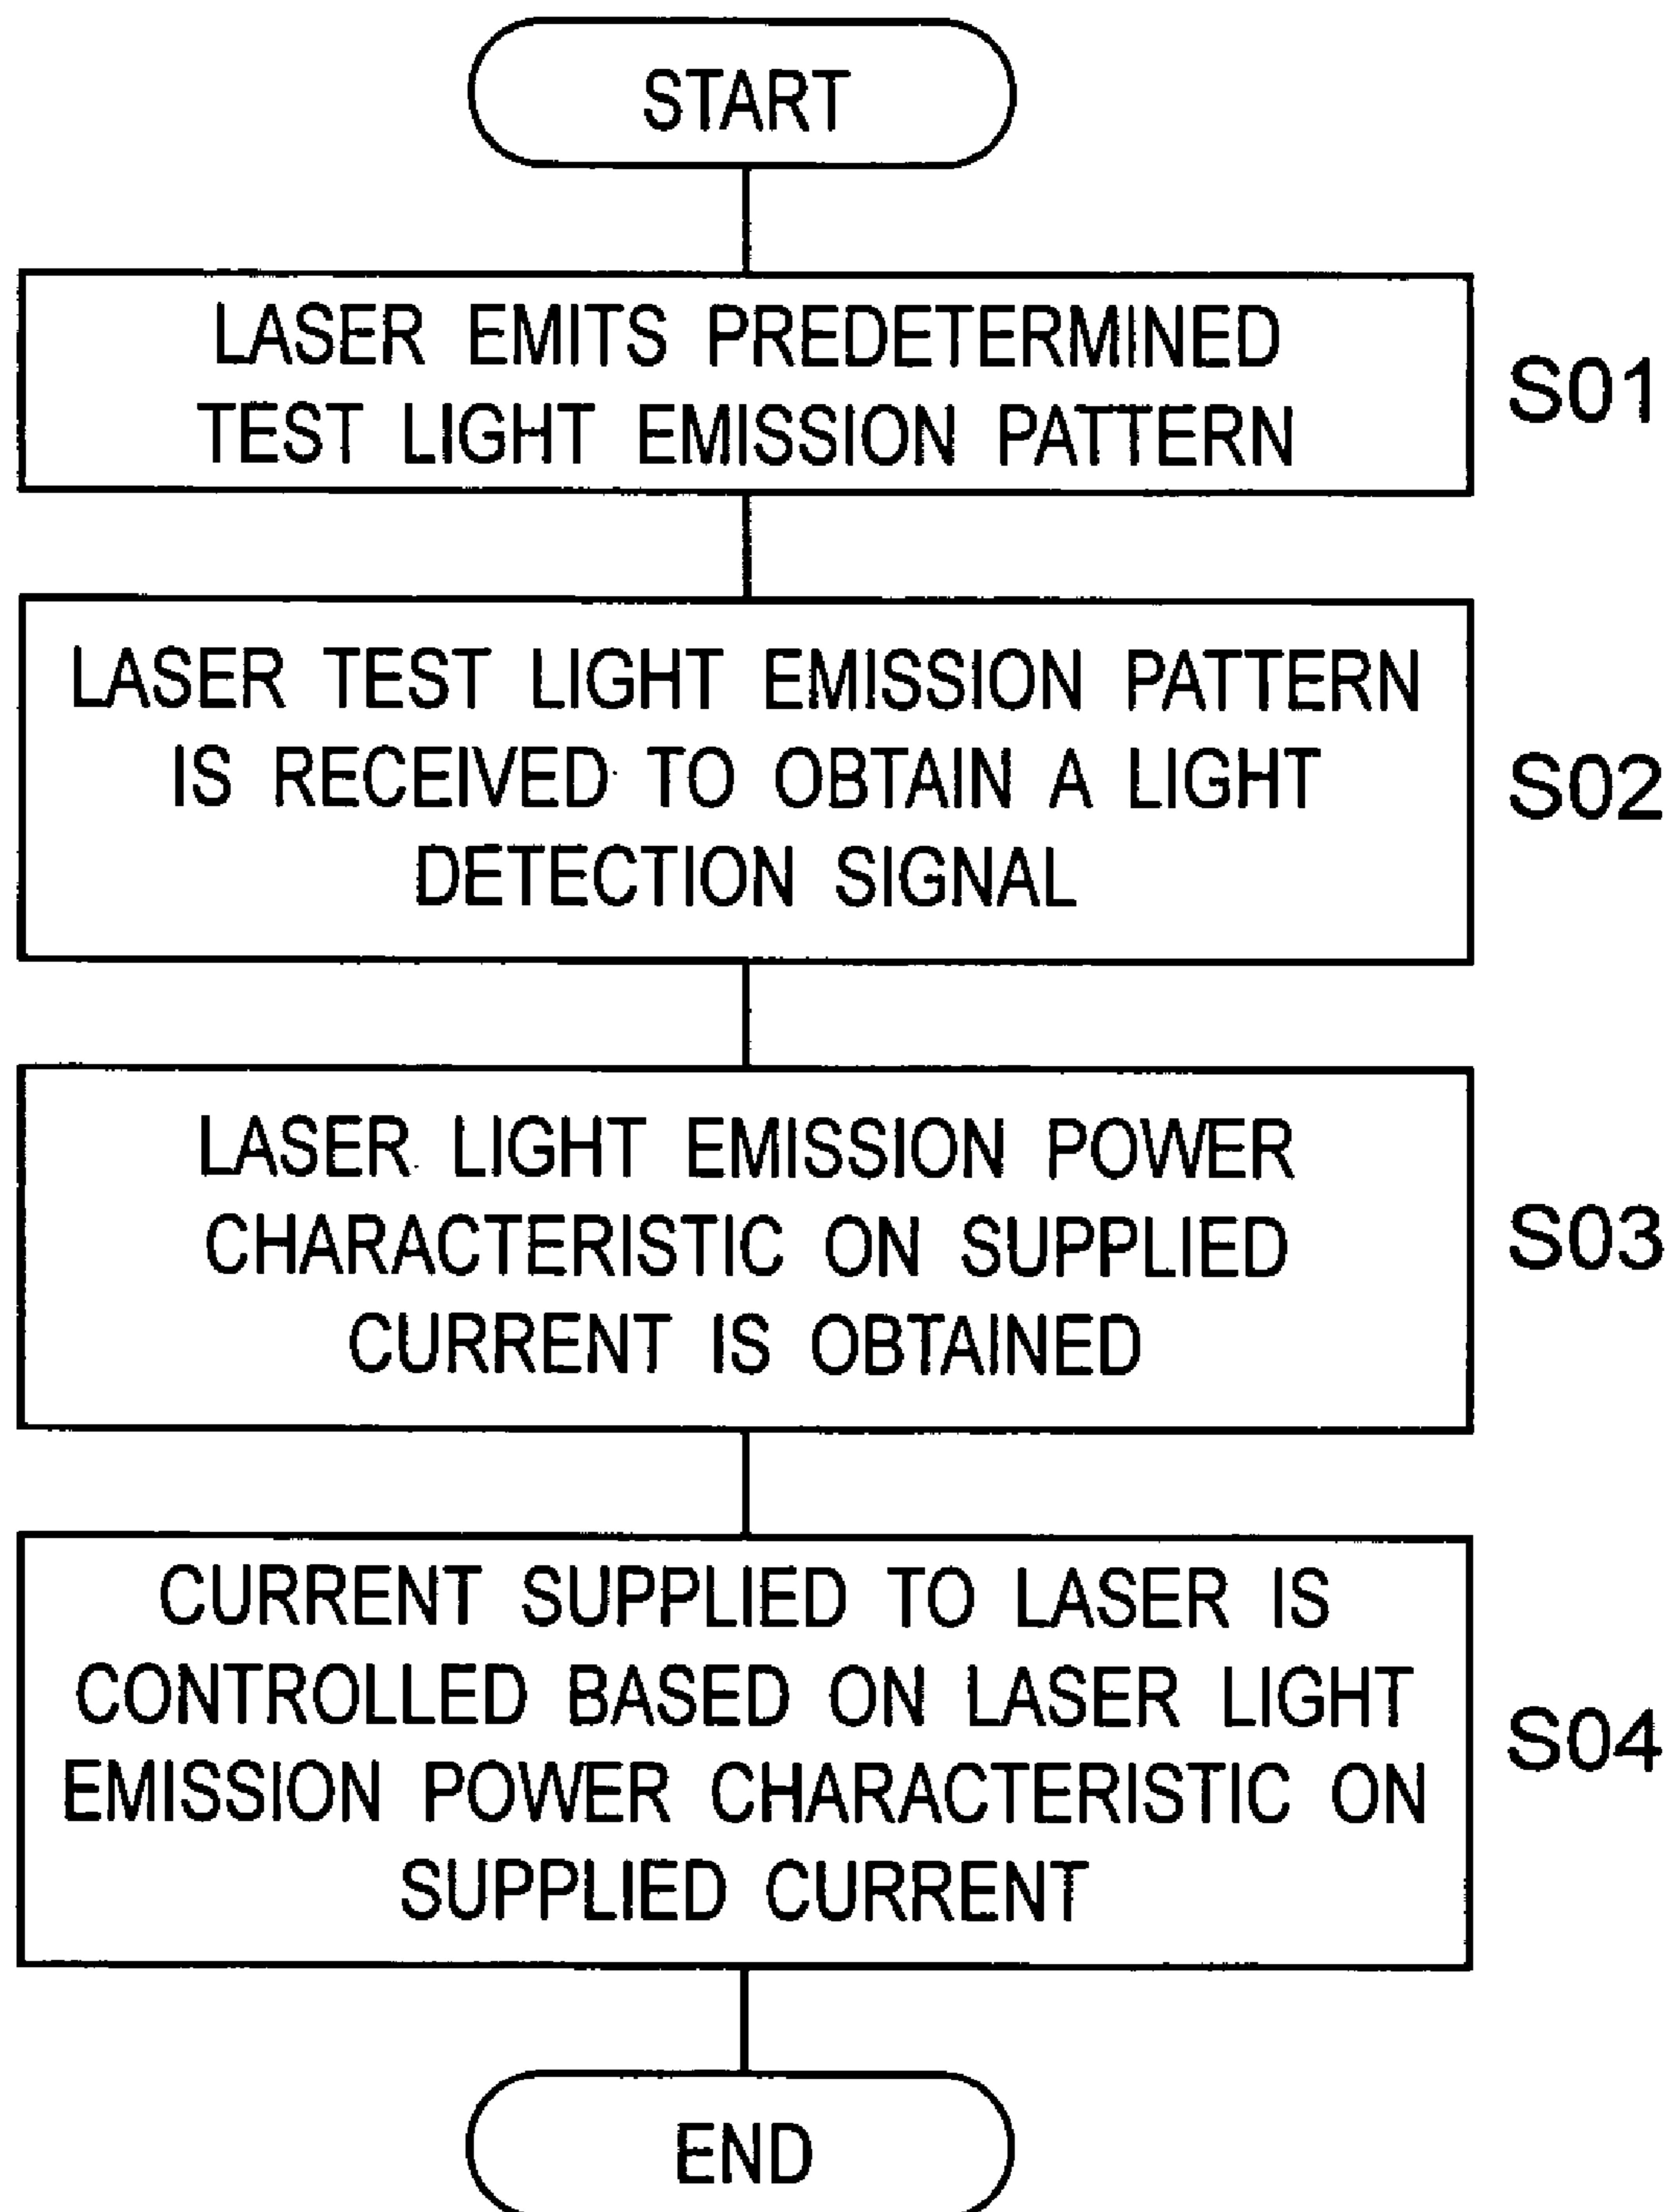 START
LASER EMITS PREDETERMINED
TEST LIGHT EMISSION PATTERN
S01
LASER TEST LIGHT EMISSION PATTERN
IS RECEIVED TO OBTAIN A LIGHT
DETECTION SIGNAL
S02
LASER LIGHT EMISSION POWER
CHARACTERISTIC ON SUPPLIED
CURRENT IS OBTAINED
S03
CURRENT SUPPLIED TO LASER IS
CONTROLLED BASED ON LASER LIGHT
EMISSION POWER CHARACTERISTIC ON
SUPPLIED CURRENT
S04
END